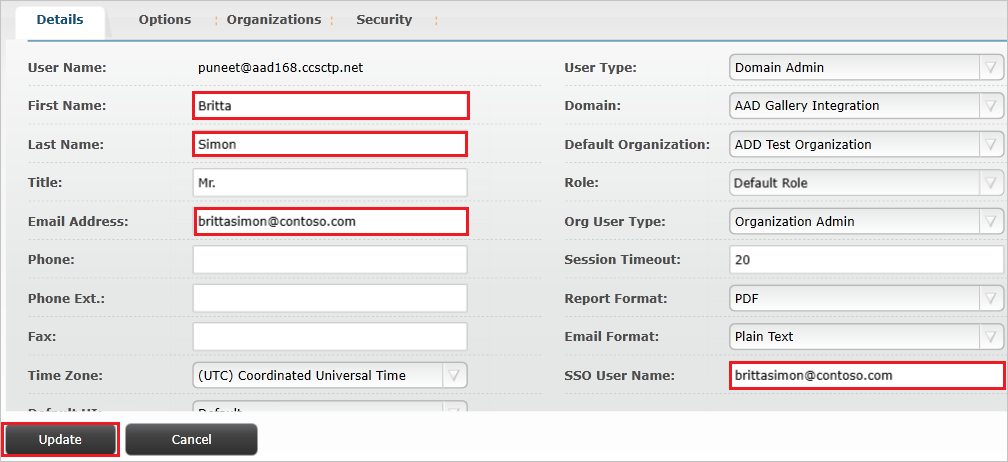 Details Options Organizations Security
User Name: puneet@aad168.ccsctp.net User Type: Domain Admin
First Name: Britta Domain: AAD Gallery Integration
Last Name: Simon Default Organization: ADD Test Organization
Title: Mr. Role: Default Role
Email Address: brittasimon@contoso.com Org User Type: Organization Admin
Phone: Session Timeout: 20
Phone Ext.: Report Format: PDF
Fax: Email Format: Plain Text
Time Zone: (UTC) Coordinated Universal Time SSO User Name: brittasimon@contoso.com
Default UI: Default
Update Cancel